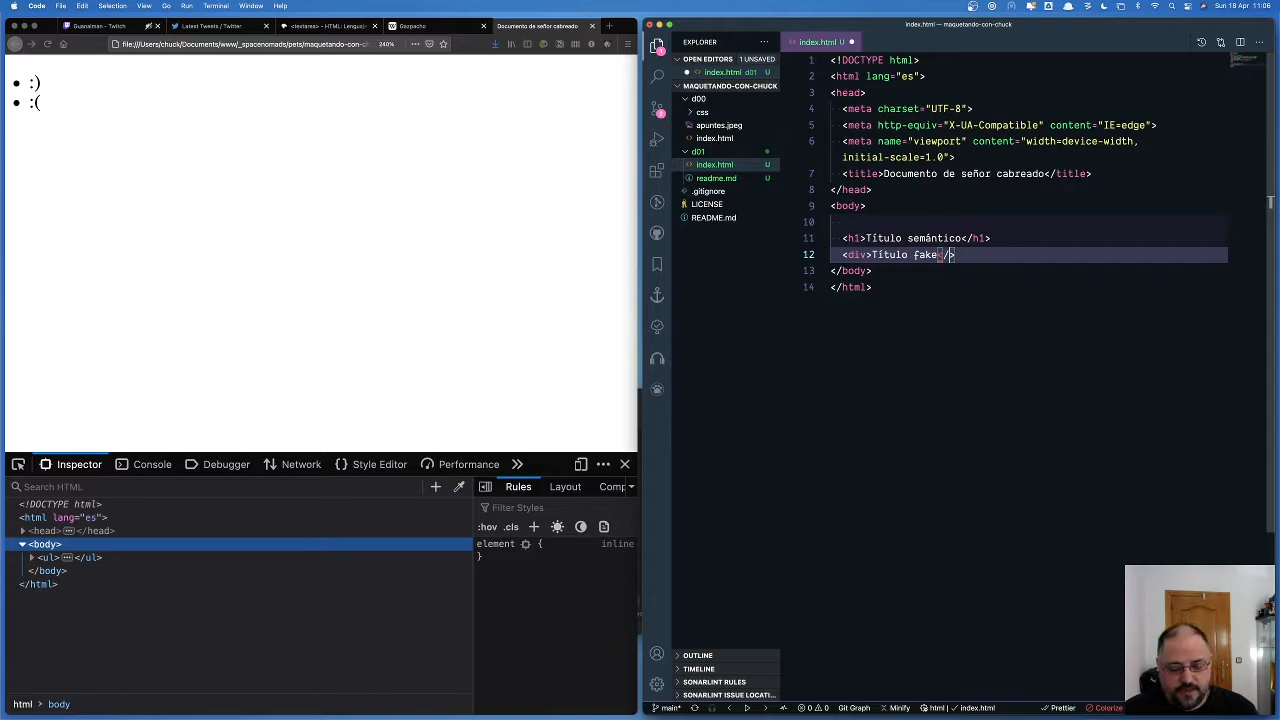 Code File Edit Selection View Go Run Terminal Window Help
Sun 18 Apr 11:06
Guanaiman - Twitch
Latest Tweets / Twitter
<textarea> - HTML: Lenguaj
Gazpacho
Documento de señor cabreado
file:///Users/chuck/Documents/www/_spacenomads/pets/maquetando-con-ch
240%
:)
:(
Inspector Console Debugger Network Style Editor Performance
Search HTML
<!DOCTYPE html>
<html lang="es">
<head> </head>
<body>
<ul> </ul>
</body>
</html>
Rules Layout Comp
Filter Styles
:hov .cls
element { inline
}
html body
index.html — maquetando-con-chuck
EXPLORER
OPEN EDITORS 1 UNSAVED
index.html d01 U
MAQUETANDO-CON-CHUCK
d00
css
apuntes.jpeg
index.html
d01
index.html U
readme.md U
.gitignore
LICENSE
README.md
OUTLINE
TIMELINE
SONARLINT RULES
SONARLINT ISSUE LOCATI...
index.html U
1 <!DOCTYPE html>
2 <html lang="es">
3 <head>
4 <meta charset="UTF-8">
5 <meta http-equiv="X-UA-Compatible" content="IE=edge">
6 <meta name="viewport" content="width=device-width,
initial-scale=1.0">
7 <title>Documento de señor cabreado</title>
8 </head>
9 <body>
10
11 <h1>Título semántico</h1>
12 <div>Título fake</>
13 </body>
14 </html>
main* 0 0 Git Graph Minify html index.html Prettier Colorize